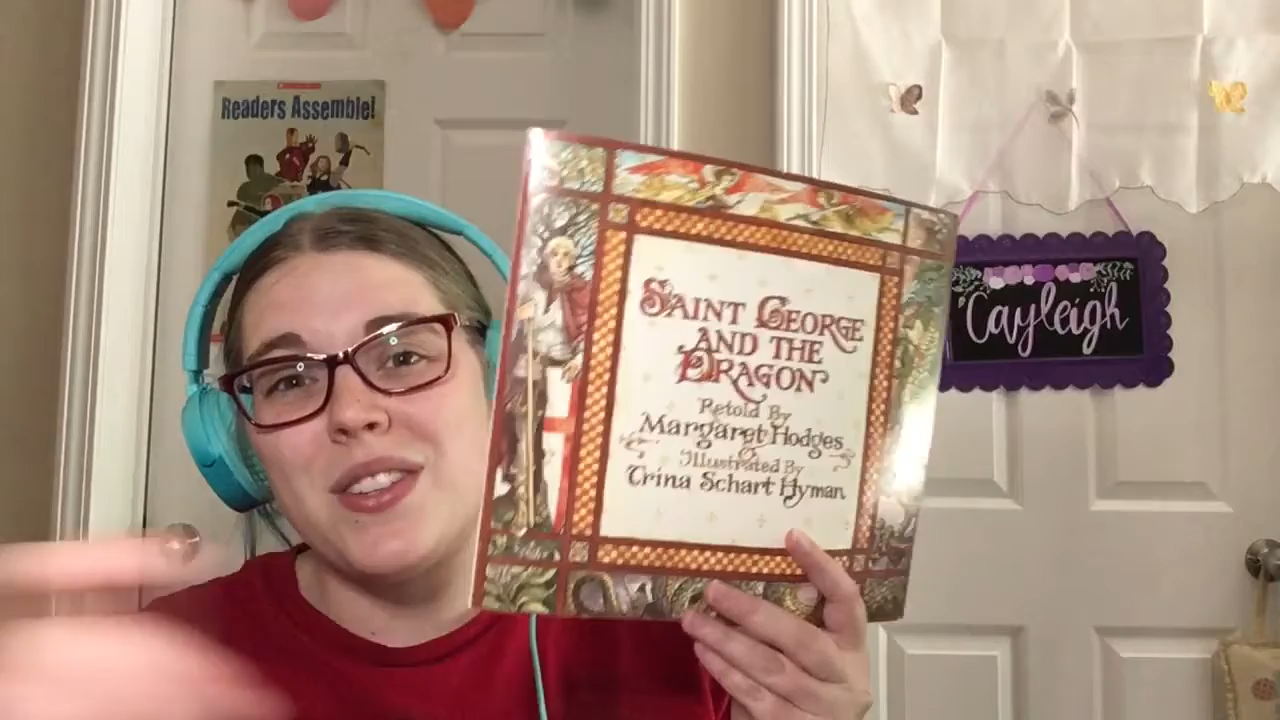 Readers Assemble!
SAINT GEORGE
AND THE
DRAGON
Retold By
Margaret Hodges
&
Illustrated By
Trina Schart Hyman
Cayleigh